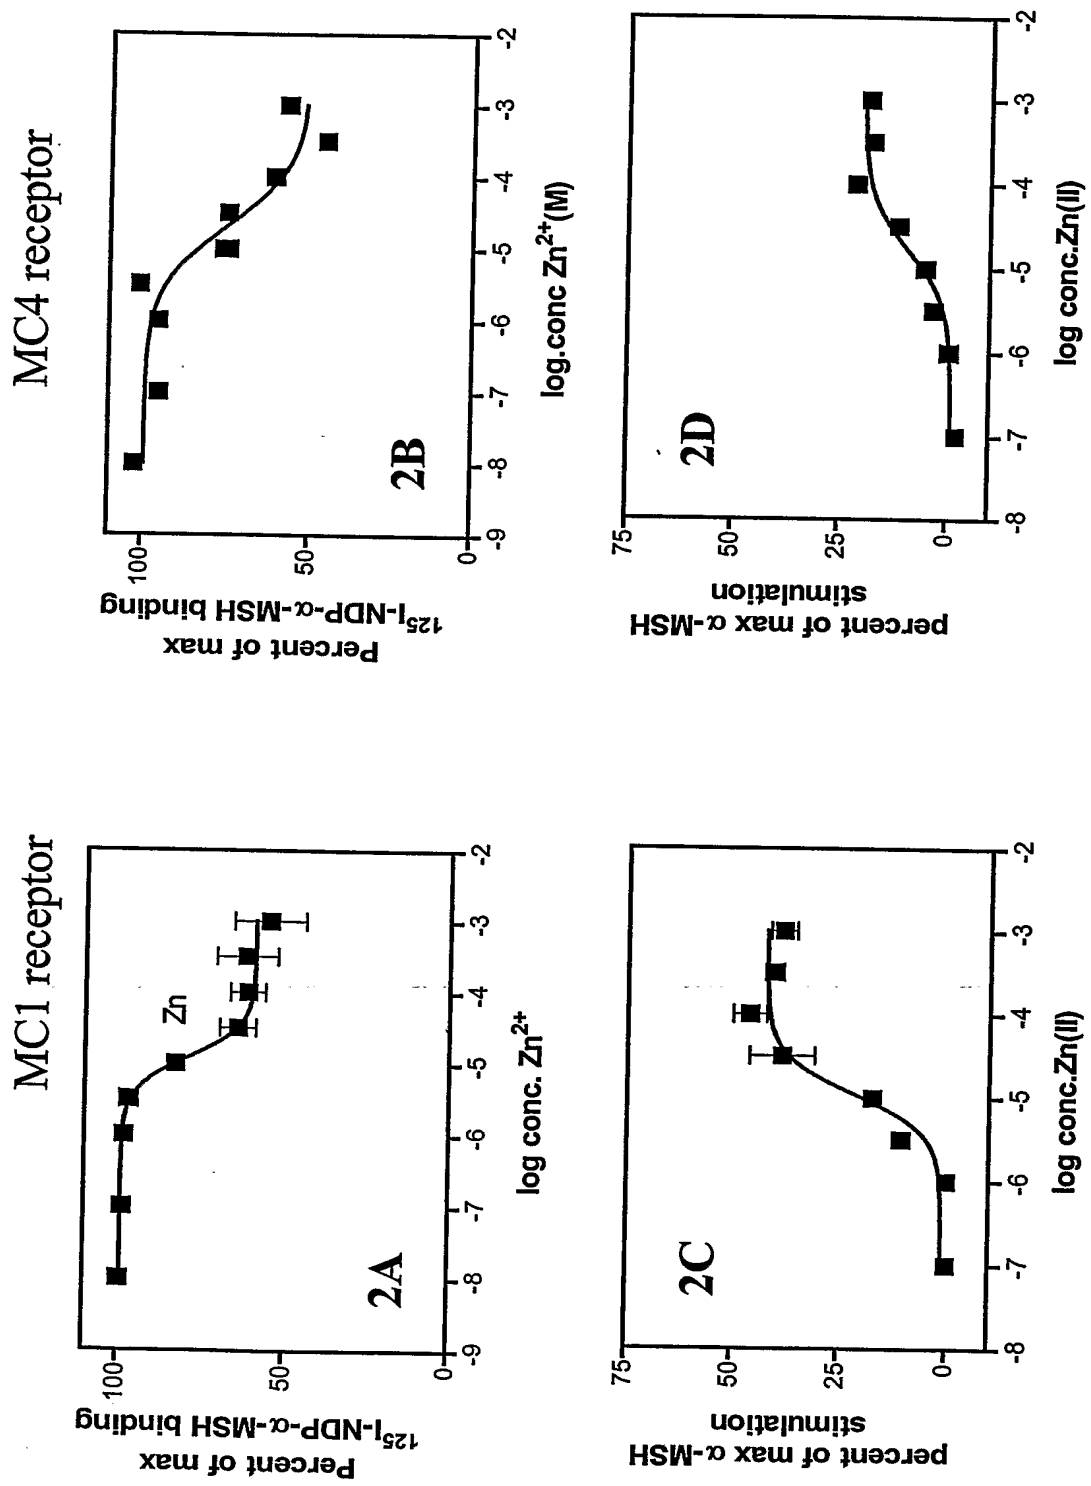 MC1 receptor
Percent of max
¹²⁵I-NDP-α-MSH binding
100
50
0
-9
-8
-7
-6
-5
-4
-3
-2
log conc. Zn²⁺
Zn
2A
MC4 receptor
Percent of max
¹²⁵I-NDP-α-MSH binding
100
50
0
-9
-8
-7
-6
-5
-4
-3
-2
log.conc Zn²⁺(M)
2B
percent of max α-MSH
stimulation
75
50
25
0
-8
-7
-6
-5
-4
-3
-2
log conc.Zn(II)
2C
percent of max α-MSH
stimulation
75
50
25
0
-8
-7
-6
-5
-4
-3
-2
log conc.Zn(II)
2D